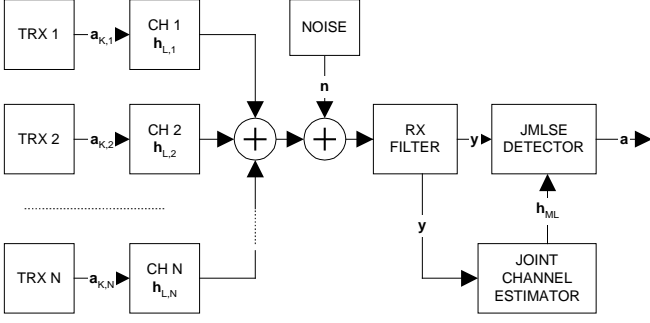 TRX 1
a_K,1
CH 1
h_L,1
NOISE
n
TRX 2
a_K,2
CH 2
h_L,2
+
+
RX
FILTER
y
JMLSE
DETECTOR
a
y
h_ML
TRX N
a_K,N
CH N
h_L,N
JOINT
CHANNEL
ESTIMATOR